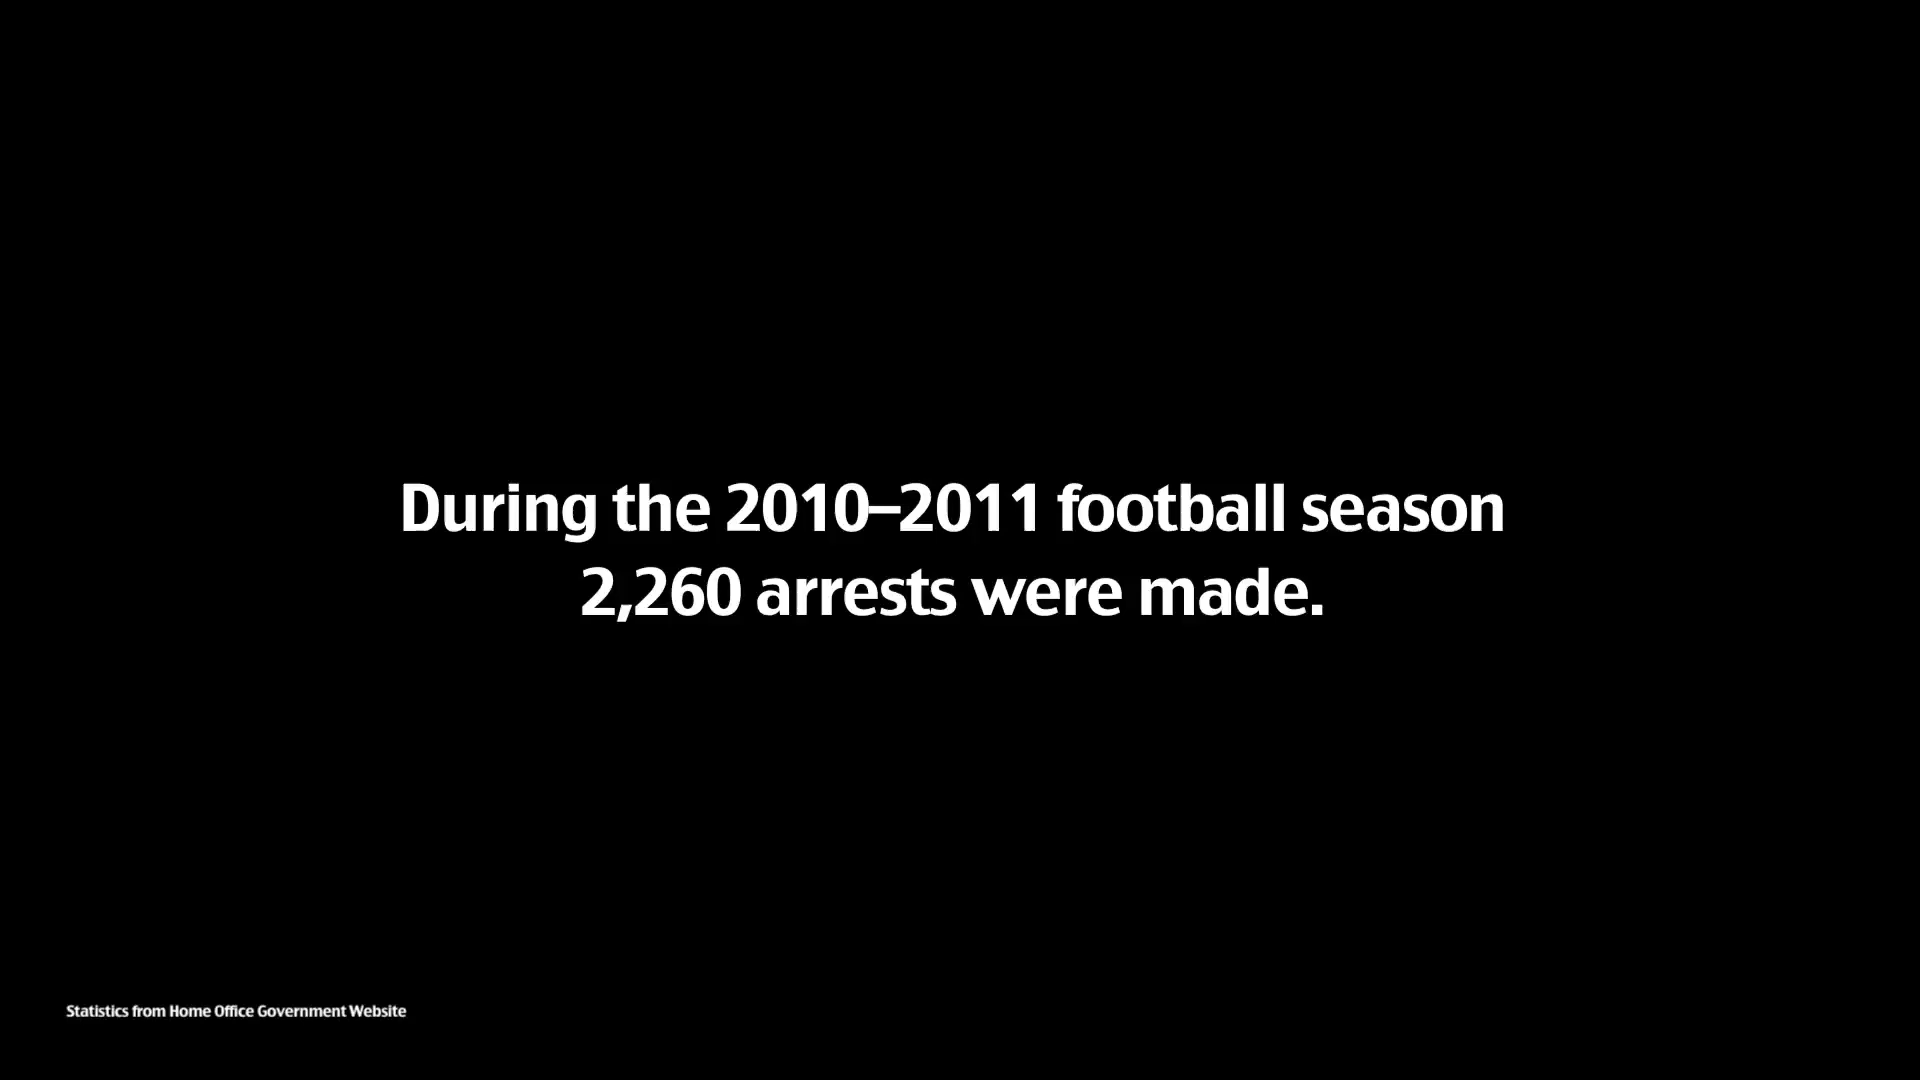 During the 2010–2011 football season
2,260 arrests were made.
Statistics from Home Office Government Website